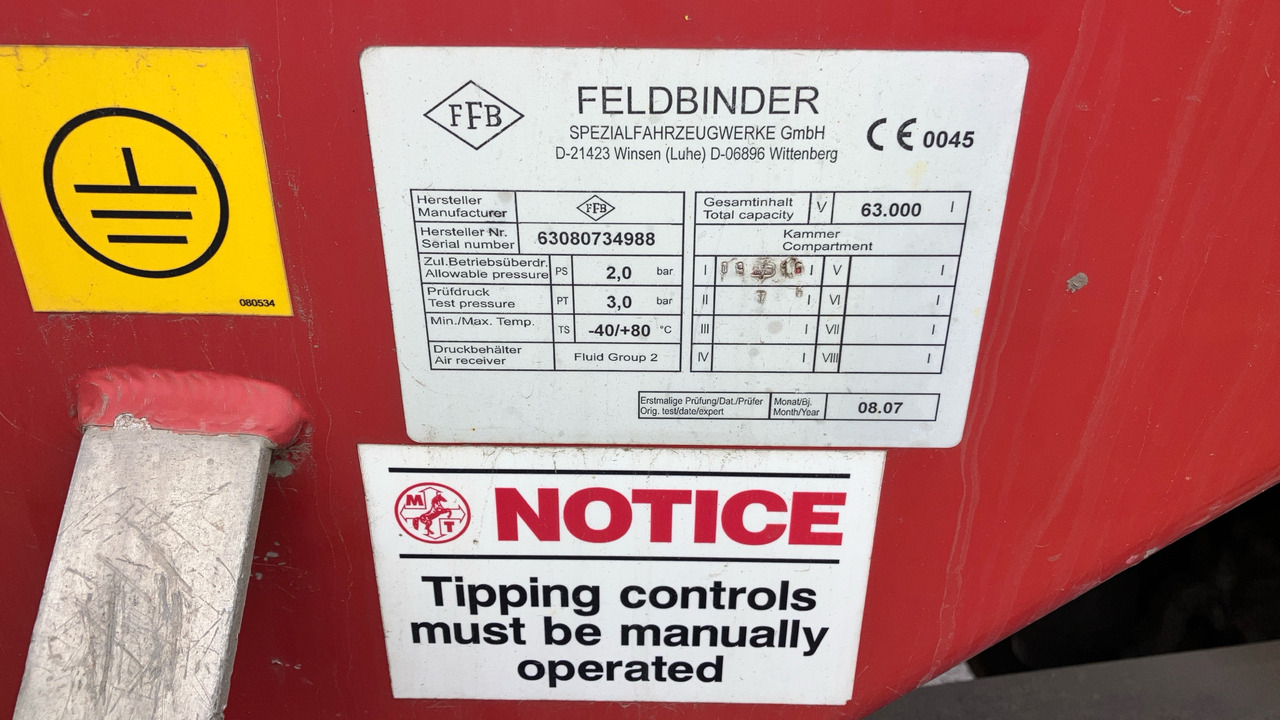 080534
FFB
FELDBINDER
SPEZIALFAHRZEUGWERKE GmbH
D-21423 Winsen (Luhe) D-06896 Wittenberg
CE 0045
Hersteller
Manufacturer
FFB
Hersteller Nr.
Serial number
63080734988
Zul.Betriebsüberdr.
Allowable pressure
PS
2,0 bar
Prüfdruck
Test pressure
PT
3,0 bar
Min./Max. Temp.
TS
-40/+80 °C
Druckbehälter
Air receiver
Fluid Group 2
Gesamtinhalt
Total capacity
V
63.000 l
Kammer
Compartment
I l V l
II l VI l
III l VII l
IV l VIII l
Erstmalige Prüfung/Dat./Prüfer
Orig. test/date/expert
Monat/Bj.
Month/Year
08.07
M T
NOTICE
Tipping controls
must be manually
operated